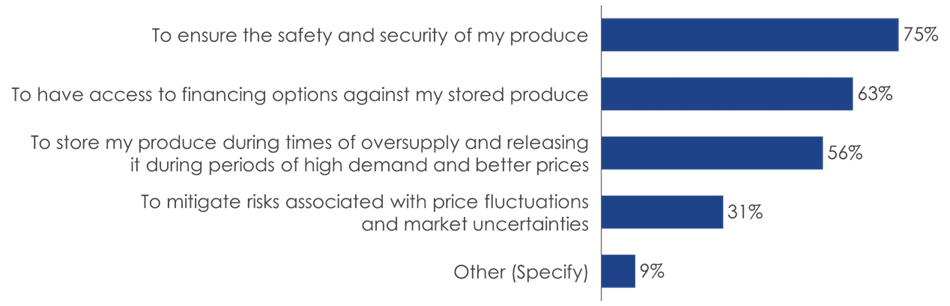 To ensure the safety and security of my produce 75%
To have access to financing options against my stored produce 63%
To store my produce during times of oversupply and releasing
it during periods of high demand and better prices 56%
To mitigate risks associated with price fluctuations
and market uncertainties 31%
Other (Specify) 9%